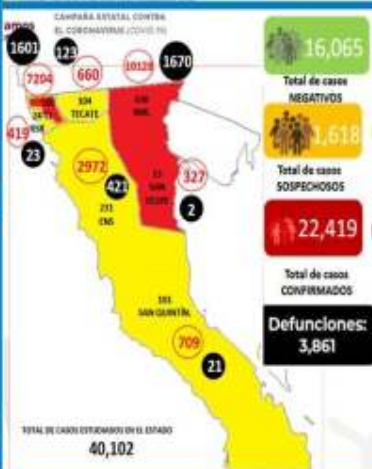 CAMPAÑA ESTATAL CONTRA
EL CORONAVIRUS (COVID-19)
1601
123
7204
660
10128
1670
104
TECATE
419
23
2972
421
231
ENS
327
2
SAN
FELIPE
103
SAN QUINTÍN
709
21
TOTAL DE CASOS ESTUDIADOS EN EL ESTADO
40,102
16,065
Total de casos
NEGATIVOS
1,618
Total de casos
SOSPECHOSOS
22,419
Total de casos
CONFIRMADOS
Defunciones:
3,861